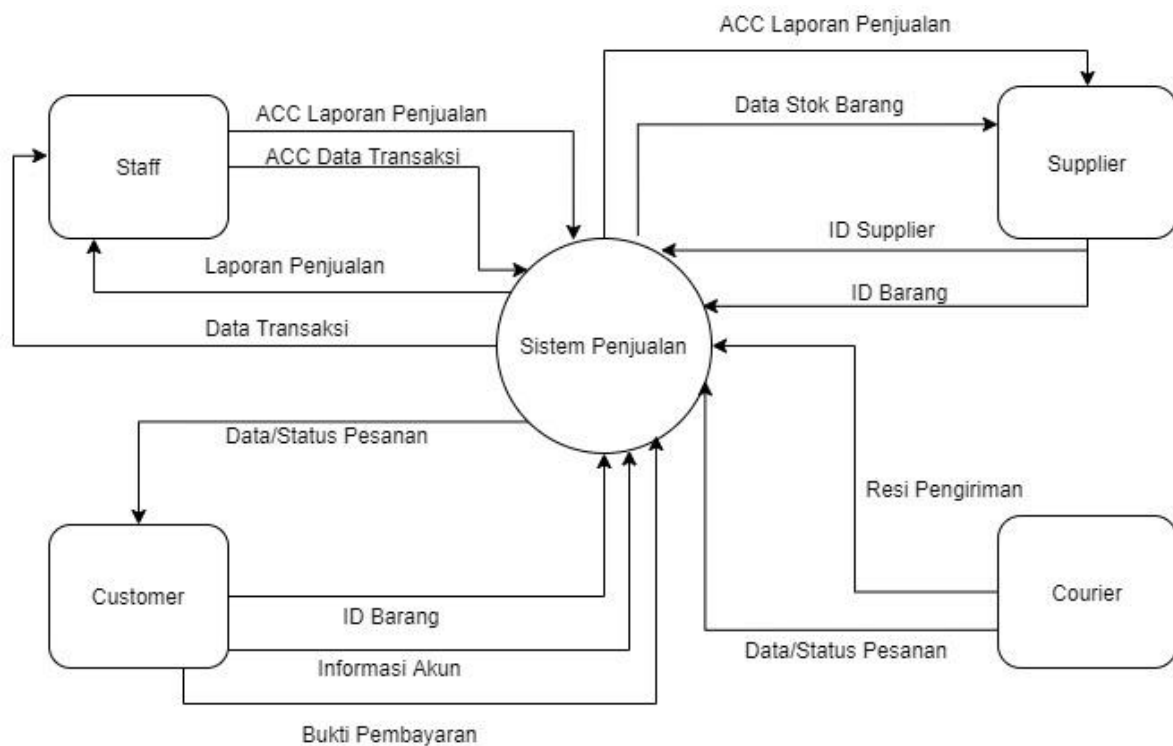 ACC Laporan Penjualan
Data Stok Barang
ACC Laporan Penjualan
ACC Data Transaksi
Staff
Supplier
ID Supplier
Laporan Penjualan
ID Barang
Data Transaksi
Sistem Penjualan
Data/Status Pesanan
Resi Pengiriman
Customer
Courier
ID Barang
Data/Status Pesanan
Informasi Akun
Bukti Pembayaran